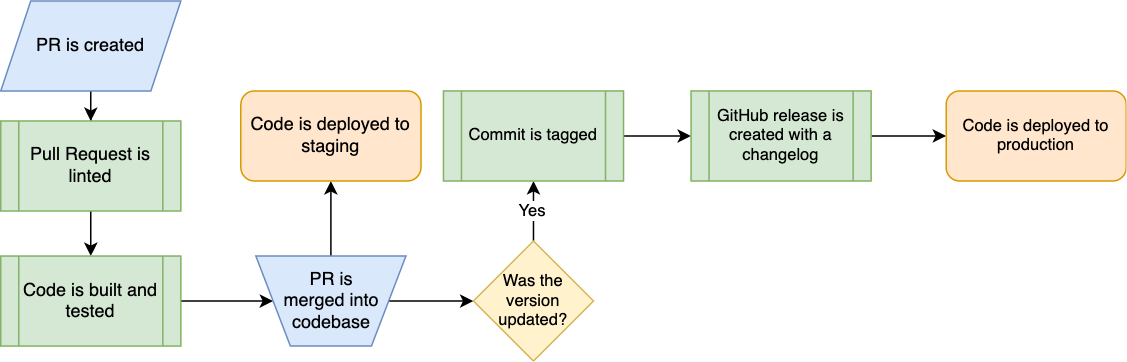 PR is created
Pull Request is
linted
Code is built and
tested
Code is deployed to
staging
PR is
merged into
codebase
Was the
version
updated?
Yes
Commit is tagged
GitHub release is
created with a
changelog
Code is deployed to
production